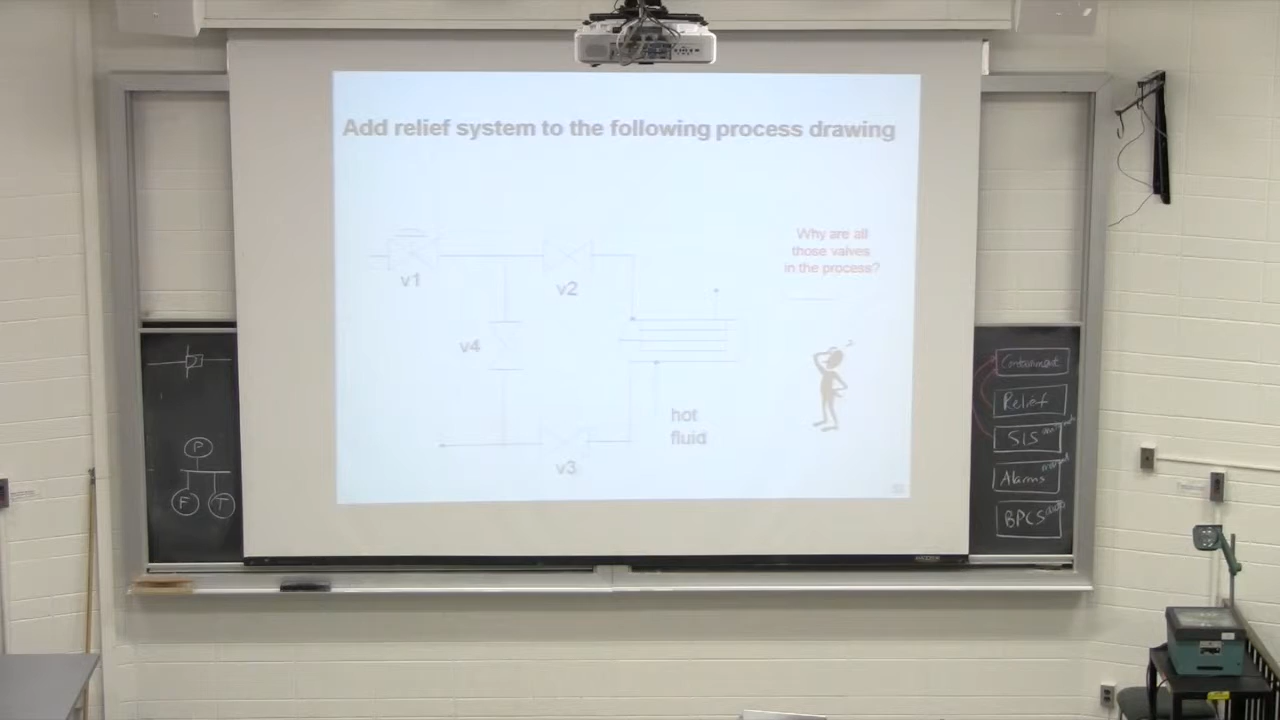 Add relief system to the following process drawing
Why are all
those valves
in the process?
v1
v2
v4
hot
fluid
v3
P
F
T
Containment
Relief
SIS
Alarms
BPCS